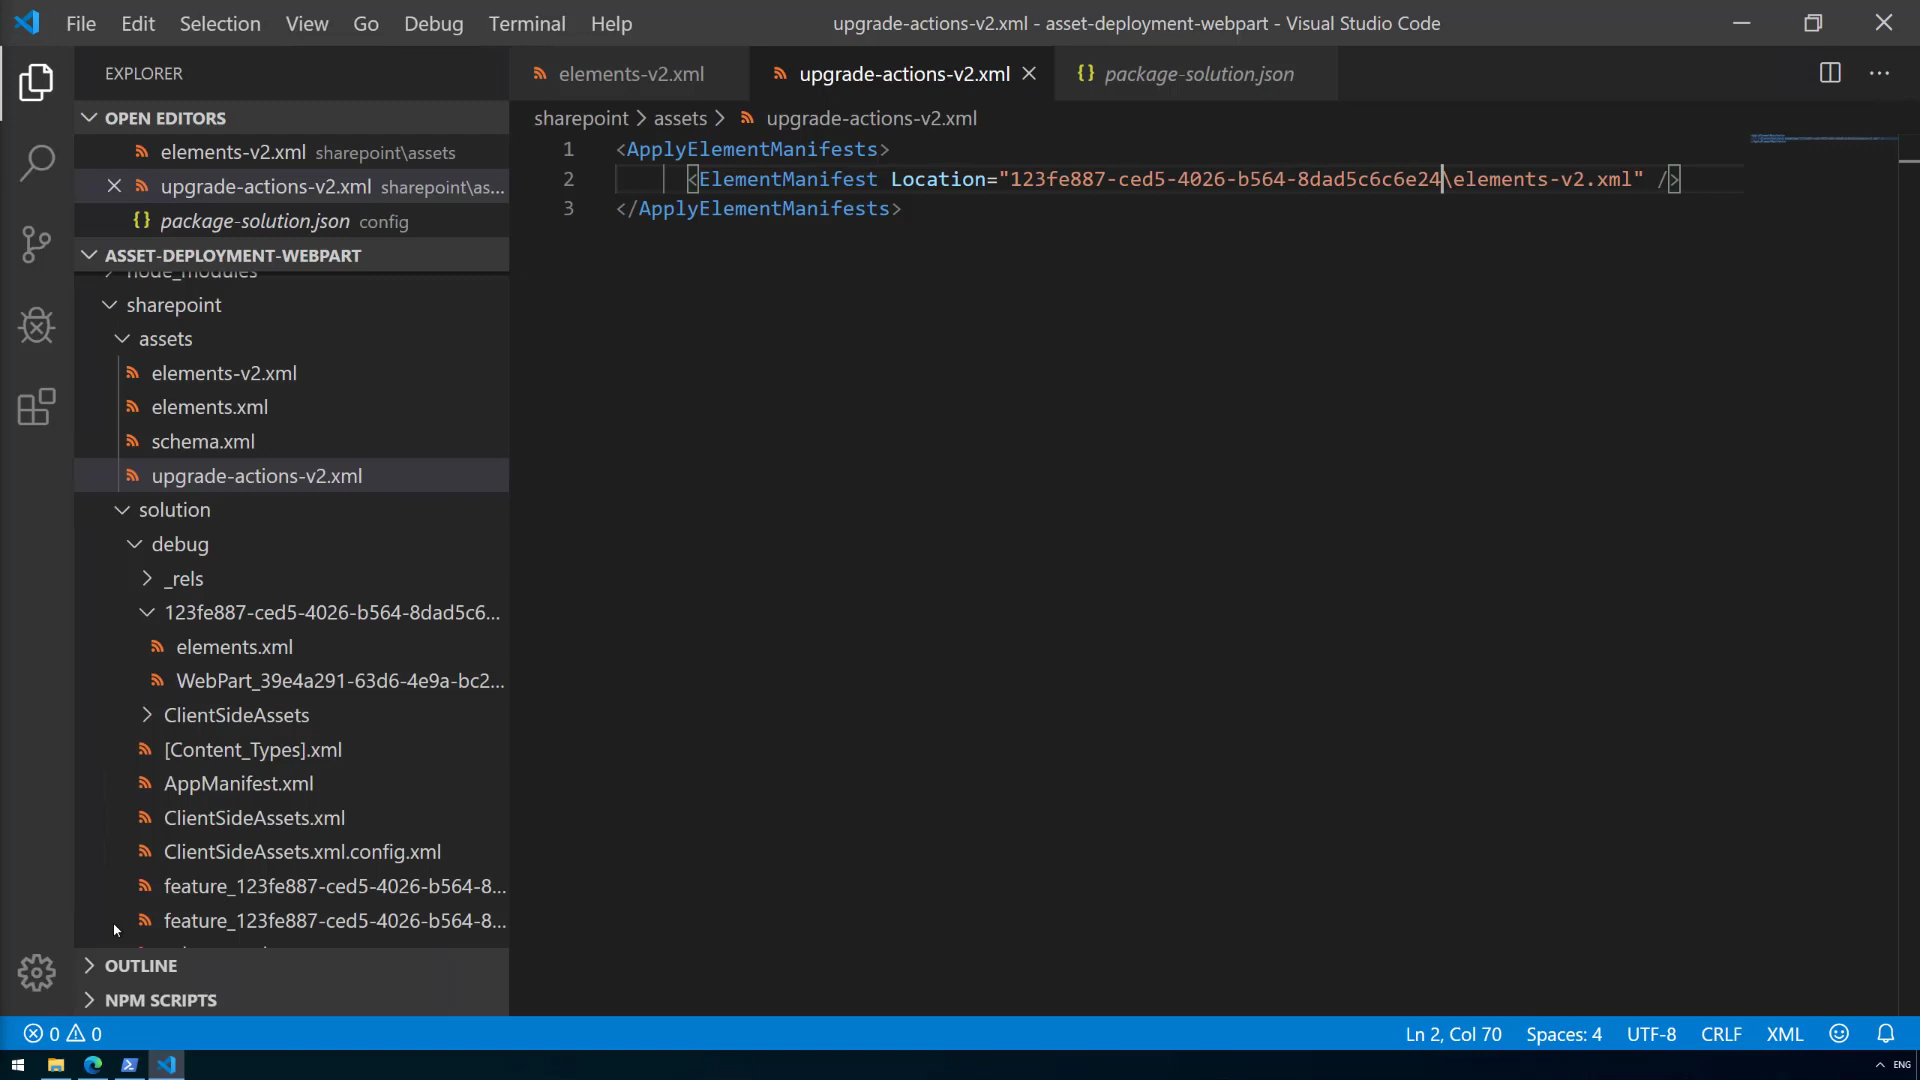 File Edit Selection View Go Debug Terminal Help
upgrade-actions-v2.xml - asset-deployment-webpart - Visual Studio Code
EXPLORER
OPEN EDITORS
elements-v2.xml sharepoint\assets
upgrade-actions-v2.xml sharepoint\as...
package-solution.json config
ASSET-DEPLOYMENT-WEBPART
node_modules
sharepoint
assets
elements-v2.xml
elements.xml
schema.xml
upgrade-actions-v2.xml
solution
debug
_rels
123fe887-ced5-4026-b564-8dad5c6...
elements.xml
WebPart_39e4a291-63d6-4e9a-bc2...
ClientSideAssets
[Content_Types].xml
AppManifest.xml
ClientSideAssets.xml
ClientSideAssets.xml.config.xml
feature_123fe887-ced5-4026-b564-8...
feature_123fe887-ced5-4026-b564-8...
OUTLINE
NPM SCRIPTS
elements-v2.xml upgrade-actions-v2.xml package-solution.json
sharepoint > assets > upgrade-actions-v2.xml
1 <ApplyElementManifests>
2 <ElementManifest Location="123fe887-ced5-4026-b564-8dad5c6c6e24\elements-v2.xml" />
3 </ApplyElementManifests>
0 0 Ln 2, Col 70 Spaces: 4 UTF-8 CRLF XML
ENG